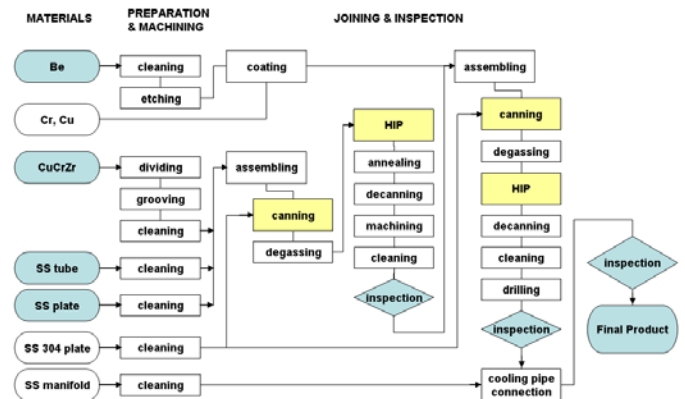 MATERIALS
PREPARATION
& MACHINING
JOINING & INSPECTION
Be
cleaning
etching
coating
assembling
Cr, Cu
canning
HIP
CuCrZr
dividing
grooving
cleaning
assembling
canning
degassing
annealing
decanning
machining
cleaning
inspection
degassing
HIP
decanning
cleaning
drilling
inspection
inspection
SS tube
cleaning
SS plate
cleaning
Final Product
SS 304 plate
cleaning
SS manifold
cleaning
cooling pipe
connection